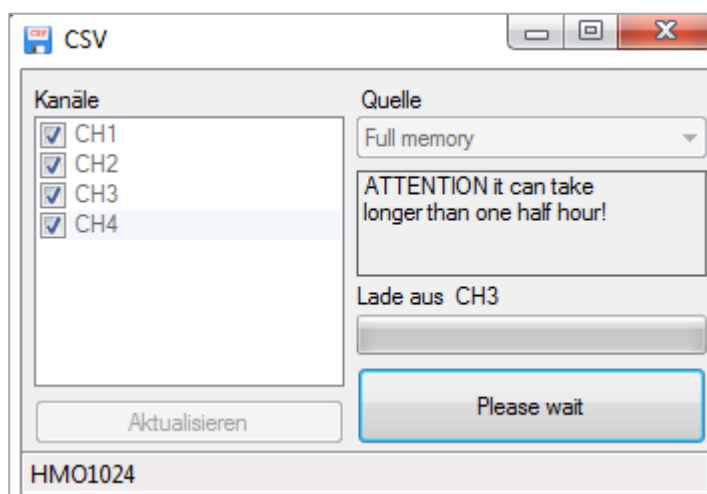 CSV
Kanäle
CH1
CH2
CH3
CH4
Aktualisieren
Quelle
Full memory
ATTENTION it can take
longer than one half hour!
Lade aus CH3
Please wait
HMO1024